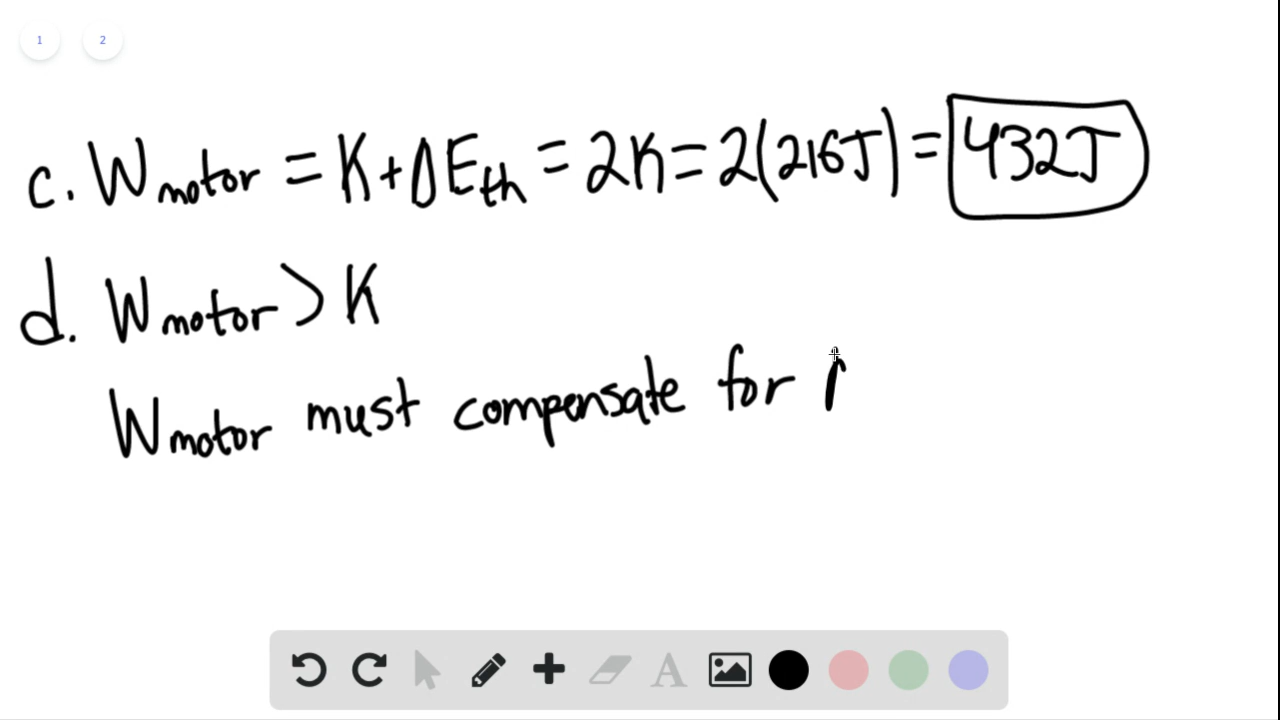 1 2
c. Wmotor = K+ΔEth = 2K = 2(216J) = 432J
d. Wmotor > K
Wmotor must compensate for
A